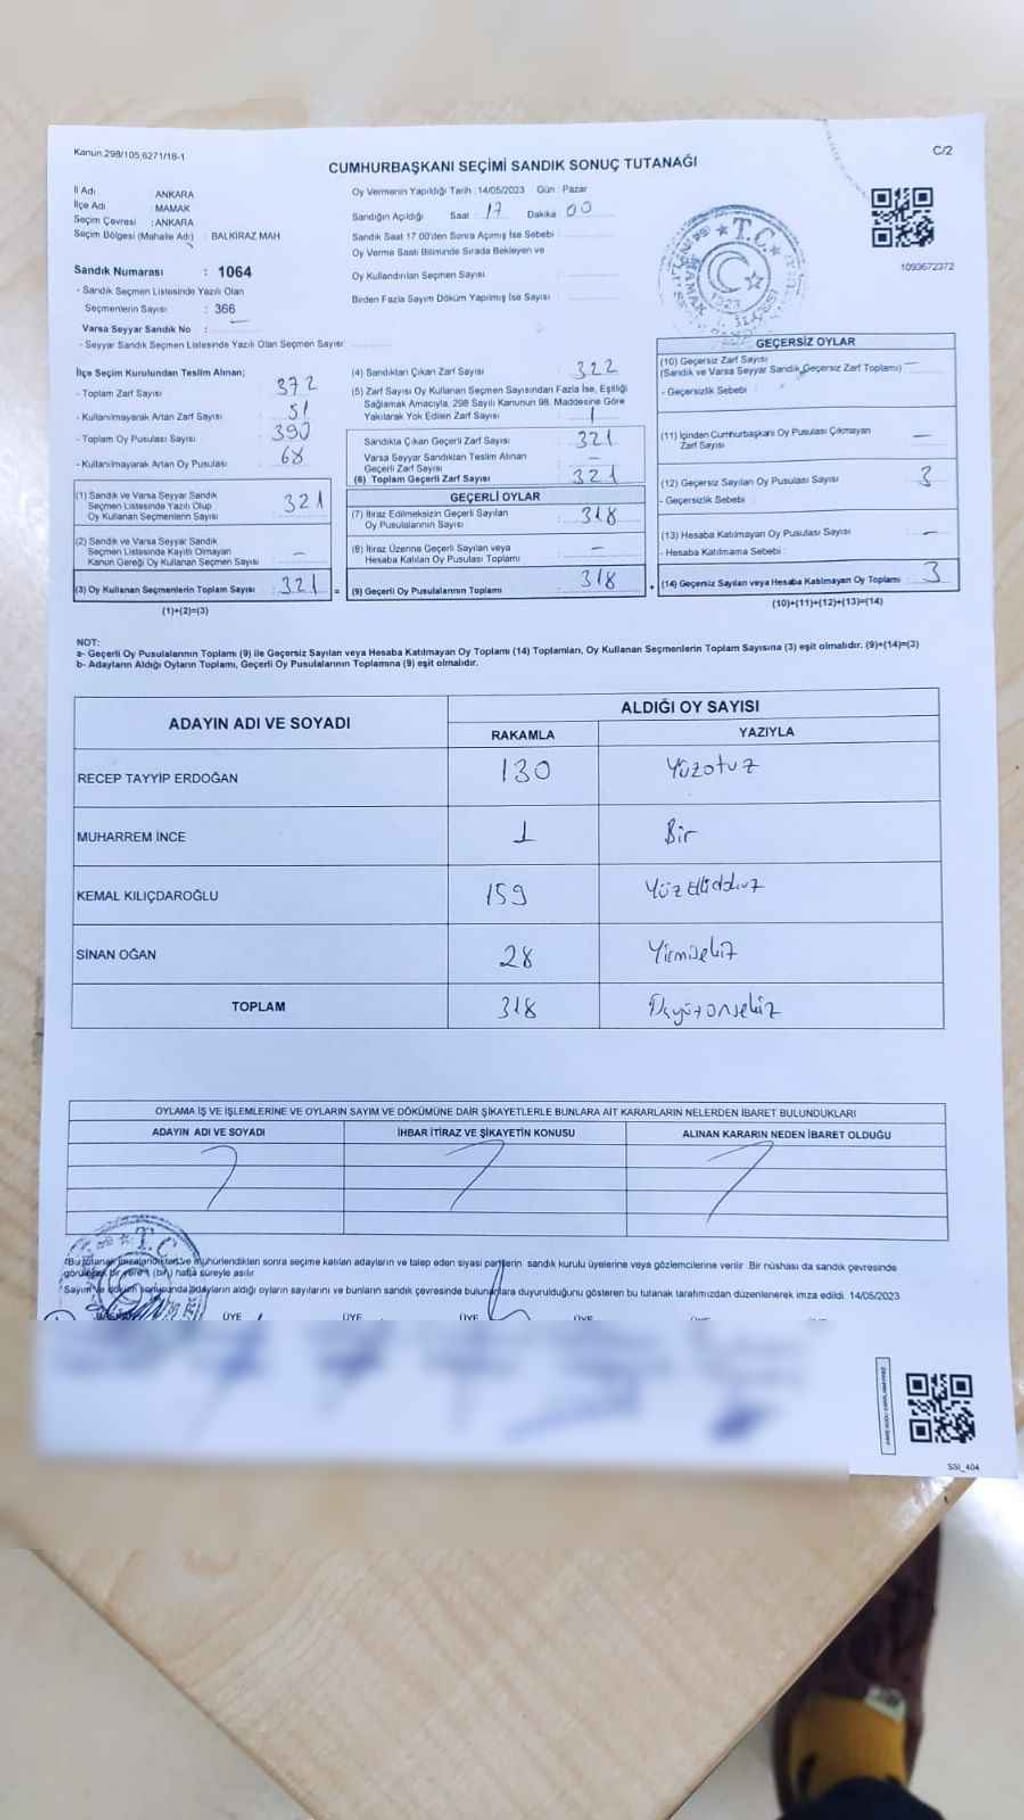 Kanun.298/105,6271/18-1
C/2
CUMHURBAŞKANI SEÇİMİ SANDIK SONUÇ TUTANAĞI
İl Adı ANKARA
İlçe Adı MAMAK
Seçim Çevresi : ANKARA
Seçim Bölgesi (Mahalle Adı) : BALKİRAZ MAH
Sandık Numarası : 1064
- Sandık Seçmen Listesinde Yazılı Olan
Seçmenlerin Sayısı : 366
Varsa Seyyar Sandık No :
- Seyyar Sandık Seçmen Listesinde Yazılı Olan Seçmen Sayısı
Oy Vermenin Yapıldığı Tarih : 14/05/2023 Gün : Pazar
Sandığın Açıldığı Saat 17 Dakika 00
Sandık Saat 17 00'den Sonra Açılmış İse Sebebi
Oy Verme Saati Bitiminde Sırada Bekleyen ve
Oy Kullandırılan Seçmen Sayısı
Birden Fazla Sayım Döküm Yapılmış İse Sayısı
T.C.
MAMAK
1093672372
İlçe Seçim Kurulundan Teslim Alınan;
- Toplam Zarf Sayısı : 372
- Kullanılmayarak Artan Zarf Sayısı : 51
- Toplam Oy Pusulası Sayısı : 390
- Kullanılmayarak Artan Oy Pusulası : 68
(1) Sandık ve Varsa Seyyar Sandık
Seçmen Listesinde Yazılı Olup
Oy Kullanan Seçmenlerin Sayısı : 321
(2) Sandık ve Varsa Seyyar Sandık
Seçmen Listesinde Kayıtlı Olmayan
Kanun Gereği Oy Kullanan Seçmen Sayısı –
(3) Oy Kullanan Seçmenlerin Toplam Sayısı : 321 =
(1)+(2)=(3)
(4) Sandıktan Çıkan Zarf Sayısı : 322
(5) Zarf Sayısı Oy Kullanan Seçmen Sayısından Fazla İse, Eşitliği
Sağlamak Amacıyla, 298 Sayılı Kanunun 98. Maddesine Göre
Yakılarak Yok Edilen Zarf Sayısı 1
Sandıkta Çıkan Geçerli Zarf Sayısı : 321
Varsa Seyyar Sandıktan Teslim Alınan
Geçerli Zarf Sayısı –
(6) Toplam Geçerli Zarf Sayısı : 321
GEÇERLİ OYLAR
(7) İtiraz Edilmeksizin Geçerli Sayılan
Oy Pusulalarının Sayısı : 318
(8) İtiraz Üzerine Geçerli Sayılan veya
Hesaba Katılan Oy Pusulası Toplamı –
(9) Geçerli Oy Pusulalarının Toplamı : 318 +
GEÇERSİZ OYLAR
(10) Geçersiz Zarf Sayısı
(Sandık ve Varsa Seyyar Sandık Geçersiz Zarf Toplamı) –
- Geçersizlik Sebebi
(11) İçinden Cumhurbaşkanı Oy Pusulası Çıkmayan
Zarf Sayısı –
(12) Geçersiz Sayılan Oy Pusulası Sayısı 3
- Geçersizlik Sebebi
(13) Hesaba Katılmayan Oy Pusulası Sayısı –
- Hesaba Katılmama Sebebi
(14) Geçersiz Sayılan veya Hesaba Katılmayan Oy Toplamı 3
(10)+(11)+(12)+(13)=(14)
NOT:
a- Geçerli Oy Pusulalarının Toplamı (9) ile Geçersiz Sayılan veya Hesaba Katılmayan Oy Toplamı (14) Toplamları, Oy Kullanan Seçmenlerin Toplam Sayısına (3) eşit olmalıdır. (9)+(14)=(3)
b- Adayların Aldığı Oyların Toplamı, Geçerli Oy Pusulalarının Toplamına (9) eşit olmalıdır.
ADAYIN ADI VE SOYADI
ALDIĞI OY SAYISI
RAKAMLA YAZIYLA
RECEP TAYYİP ERDOĞAN 130 Yüzotuz
MUHARREM İNCE 1 Bir
KEMAL KILIÇDAROĞLU 159 Yüzellidokuz
SİNAN OĞAN 28 Yirmisekiz
TOPLAM 318 Üçyüzonsekiz
OYLAMA İŞ VE İŞLEMLERİNE VE OYLARIN SAYIM VE DÖKÜMÜNE DAİR ŞİKAYETLERLE BUNLARA AİT KARARLARIN NELERDEN İBARET BULUNDUKLARI
ADAYIN ADI VE SOYADI İHBAR İTİRAZ VE ŞİKAYETİN KONUSU ALINAN KARARIN NEDEN İBARET OLDUĞU
T.C.
mühürlendikten sonra seçime katılan adayların ve talep eden siyasi partilerin sandık kurulu üyelerine veya gözlemcilerine verilir. Bir nüshası da sandık çevresinde
bir yere (bir) hafta süreyle asılır
adayların aldığı oyların sayılarını ve bunların sandık çevresinde bulunanlara duyurulduğunu gösteren bu tutanak tarafımızdan düzenlenerek imza edildi. 14/05/2023
ÜYE ÜYE ÜYE ÜYE ÜYE
SSI_404